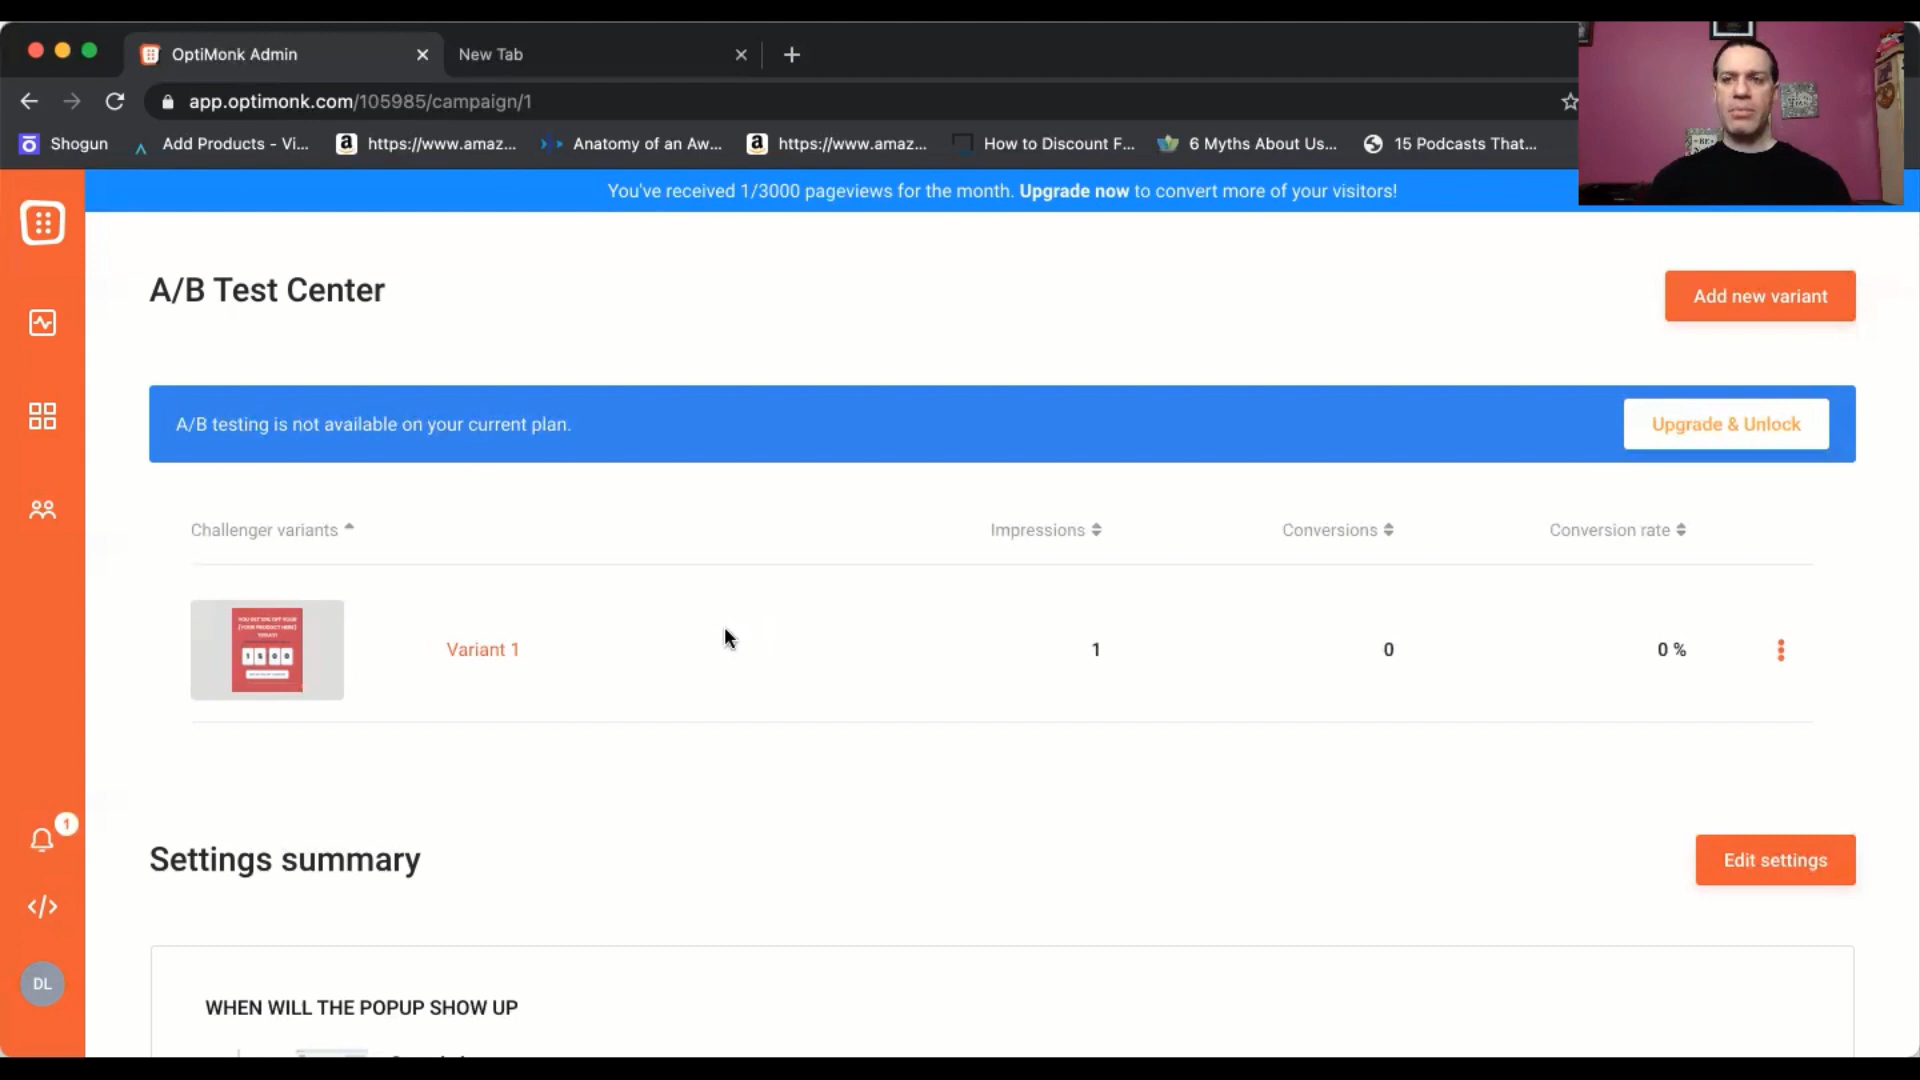 OptiMonk Admin
New Tab
app.optimonk.com/105985/campaign/1
Shogun
Add Products - Vi...
https://www.amaz...
Anatomy of an Aw...
https://www.amaz...
How to Discount F...
6 Myths About Us...
15 Podcasts That...
You've received 1/3000 pageviews for the month. Upgrade now to convert more of your visitors!
A/B Test Center
Add new variant
A/B testing is not available on your current plan.
Upgrade & Unlock
Challenger variants
Impressions
Conversions
Conversion rate
Variant 1
1
0
0 %
1
Settings summary
Edit settings
DL
WHEN WILL THE POPUP SHOW UP